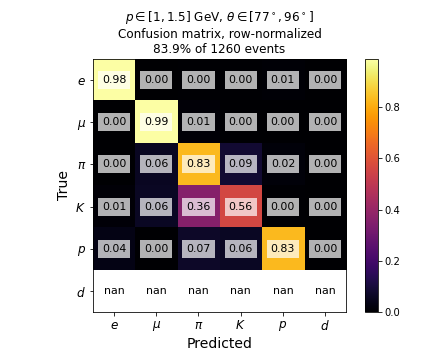 p ∈ [1, 1.5] GeV, θ ∈ [77°, 96°]
Confusion matrix, row-normalized
83.9% of 1260 events
e 0.98 0.00 0.00 0.00 0.01 0.00
μ 0.00 0.99 0.01 0.00 0.00 0.00
π 0.00 0.06 0.83 0.09 0.02 0.00
K 0.01 0.06 0.36 0.56 0.00 0.00
p 0.04 0.00 0.07 0.06 0.83 0.00
d nan nan nan nan nan nan
e μ π K p d
Predicted
True
0.8
0.6
0.4
0.2
0.0